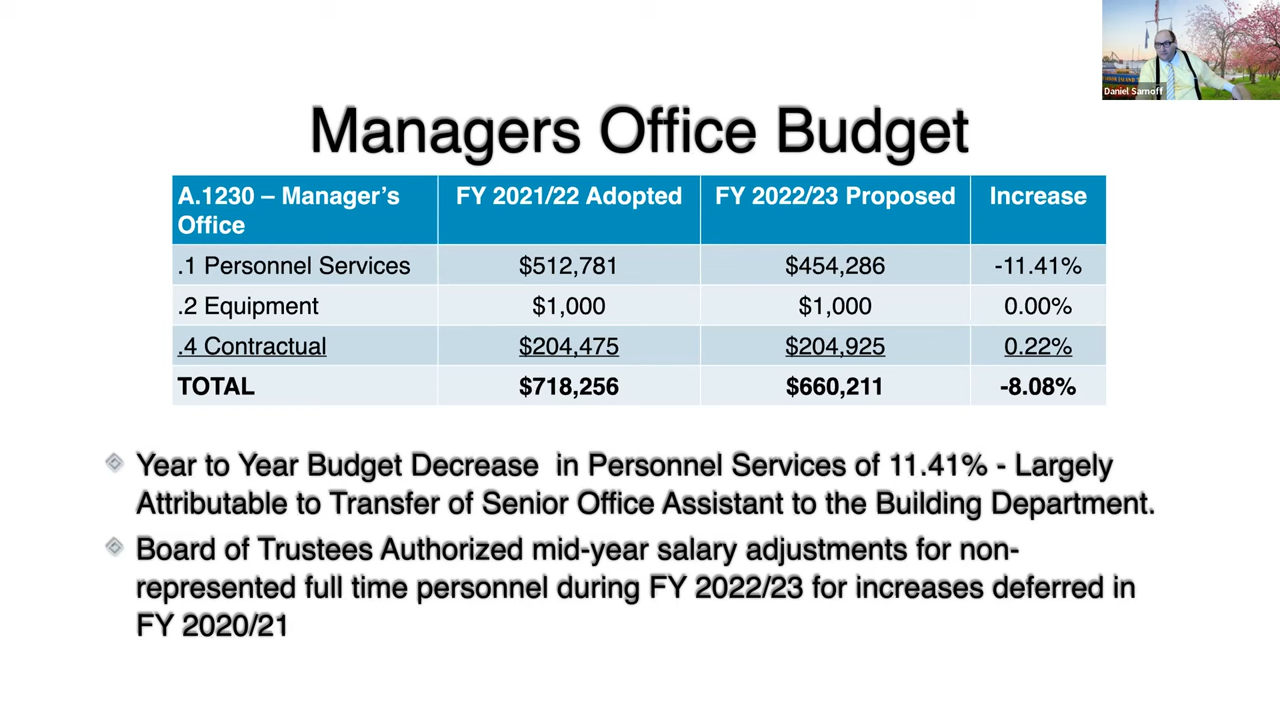 Daniel Sarnoff
Managers Office Budget
A.1230 – Manager's Office FY 2021/22 Adopted FY 2022/23 Proposed Increase
.1 Personnel Services $512,781 $454,286 -11.41%
.2 Equipment $1,000 $1,000 0.00%
.4 Contractual $204,475 $204,925 0.22%
TOTAL $718,256 $660,211 -8.08%
Year to Year Budget Decrease in Personnel Services of 11.41% - Largely
Attributable to Transfer of Senior Office Assistant to the Building Department.
Board of Trustees Authorized mid-year salary adjustments for non-
represented full time personnel during FY 2022/23 for increases deferred in
FY 2020/21